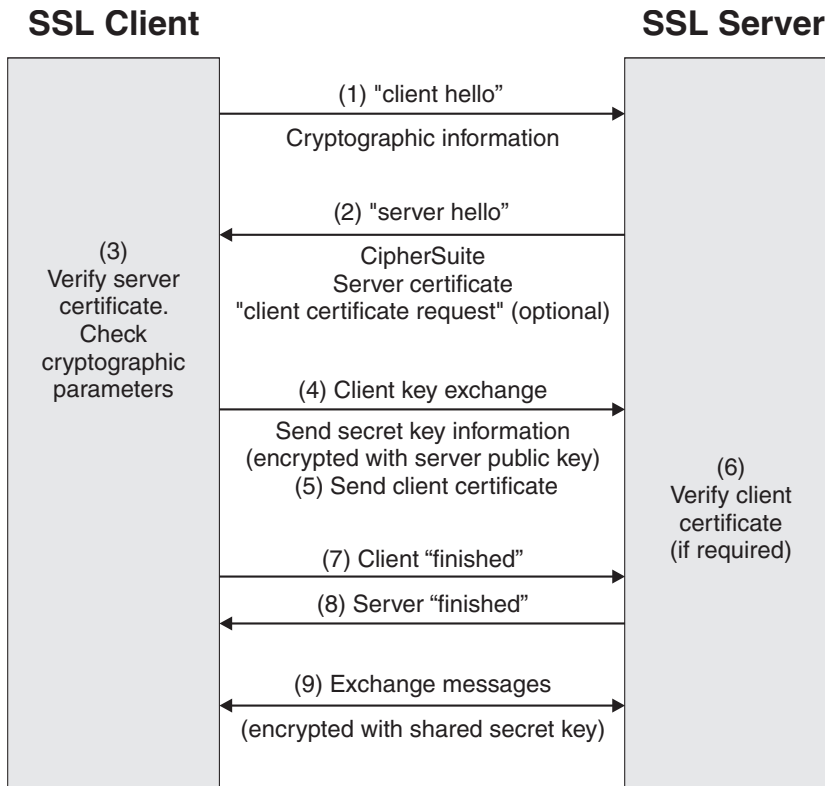 SSL Client
SSL Server
(1) "client hello”
Cryptographic information
(2) "server hello”
CipherSuite
Server certificate
"client certificate request" (optional)
(3)
Verify server
certificate.
Check
cryptographic
parameters
(4) Client key exchange
Send secret key information
(encrypted with server public key)
(5) Send client certificate
(6)
Verify client
certificate
(if required)
(7) Client “finished”
(8) Server “finished”
(9) Exchange messages
(encrypted with shared secret key)